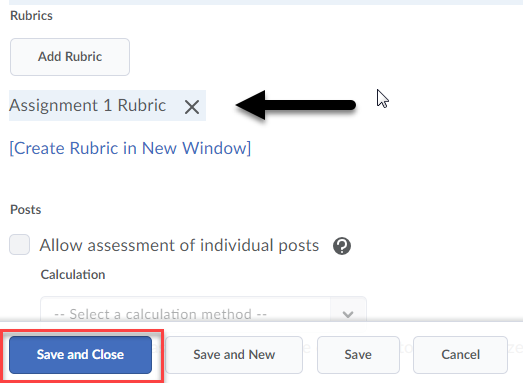 Rubrics
Add Rubric
Assignment 1 Rubric
[Create Rubric in New Window]
Posts
Allow assessment of individual posts ?
Calculation
-- Select a calculation method --
Save and Close Save and New Save Cancel